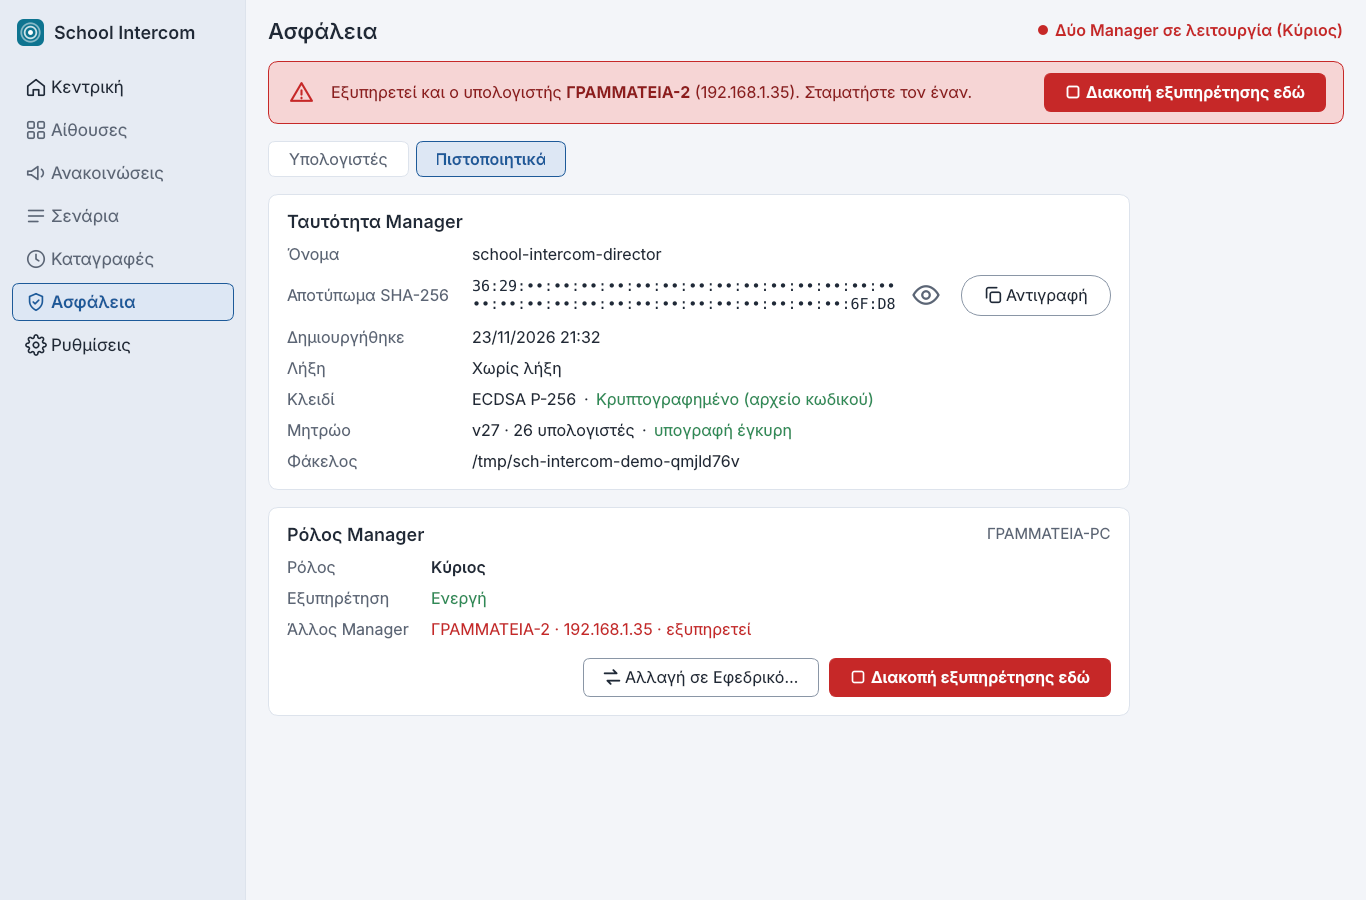 School Intercom
Κεντρική
Αίθουσες
Ανακοινώσεις
Σενάρια
Καταγραφές
Ασφάλεια
Ρυθμίσεις
Ασφάλεια
Δύο Manager σε λειτουργία (Κύριος)
Εξυπηρετεί και ο υπολογιστής ΓΡΑΜΜΑΤΕΙΑ-2 (192.168.1.35). Σταματήστε τον έναν.
Διακοπή εξυπηρέτησης εδώ
Υπολογιστές
Πιστοποιητικά
Ταυτότητα Manager
Όνομα school-intercom-director
Αποτύπωμα SHA-256
36:29:••:••:••:••:••:••:••:••:••:••:••:••:••:••
••:••:••:••:••:••:••:••:••:••:••:••:••:••:6F:D8
Αντιγραφή
Δημιουργήθηκε 23/11/2026 21:32
Λήξη Χωρίς λήξη
Κλειδί ECDSA P-256 · Κρυπτογραφημένο (αρχείο κωδικού)
Μητρώο v27 · 26 υπολογιστές · υπογραφή έγκυρη
Φάκελος /tmp/sch-intercom-demo-qmjld76v
Ρόλος Manager
ΓΡΑΜΜΑΤΕΙΑ-PC
Ρόλος Κύριος
Εξυπηρέτηση Ενεργή
Άλλος Manager ΓΡΑΜΜΑΤΕΙΑ-2 · 192.168.1.35 · εξυπηρετεί
Αλλαγή σε Εφεδρικό...
Διακοπή εξυπηρέτησης εδώ